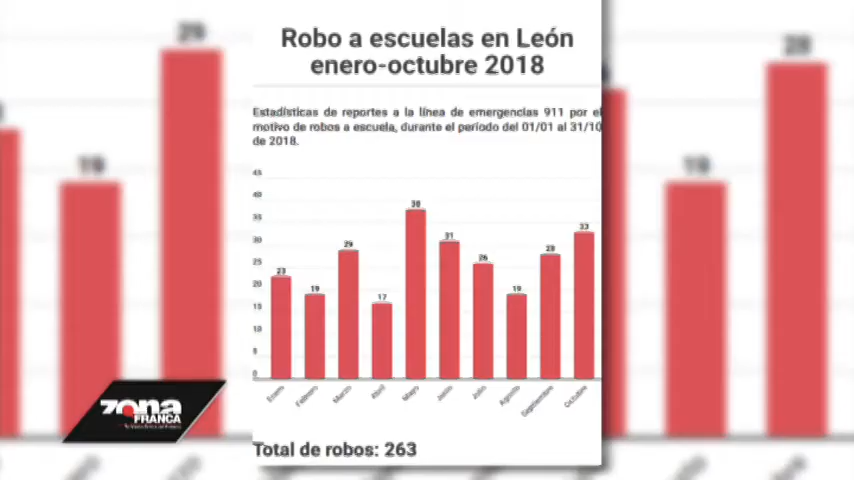 Robo a escuelas en León
enero-octubre 2018
Estadísticas de reportes a la línea de emergencias 911 por el
motivo de robos a escuela, durante el período del 01/01 al 31/10
de 2018.
45
40
35
30
25
20
15
10
5
0
23
19
29
17
38
31
26
19
28
33
Enero
Febrero
Marzo
Abril
Mayo
Junio
Julio
Agosto
Septiembre
Octubre
Total de robos: 263
ZONA
FRANCA
19
29
19
28